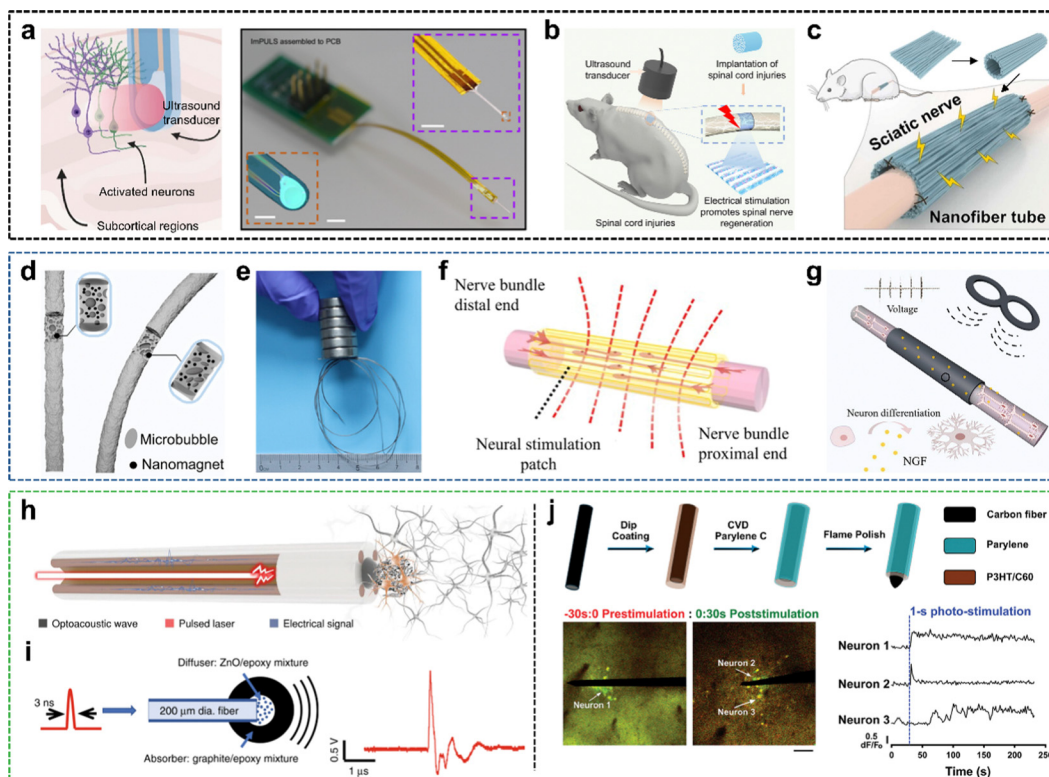 a
Ultrasound
transducer
Activated neurons
Subcortical regions
ImPULS assembled to PCB
b
Ultrasound
transducer
Implantation of
spinal cord injuries
Spinal cord injuries
Electrical stimulation
promotes spinal nerve
regeneration
c
Sciatic nerve
Nanofiber tube
d
Microbubble
Nanomagnet
e
f
Nerve bundle
distal end
Neural stimulation
patch
Nerve bundle
proximal end
g
Voltage
Neuron differentiation
NGF
h
Optoacoustic wave
Pulsed laser
Electrical signal
i
3 ns
Diffuser: ZnO/epoxy mixture
200 μm dia. fiber
Absorber: graphite/epoxy mixture
0.5 V
1 μs
j
Dip
Coating
CVD
Parylene C
Flame Polish
Carbon fiber
Parylene
P3HT/C60
-30s:0 Prestimulation : 0:30s Poststimulation
Neuron 1
Neuron 2
Neuron 3
1-s photo-stimulation
Neuron 1
Neuron 2
Neuron 3
0.5
dF/F₀
0 50 100 150 200 250
Time (s)